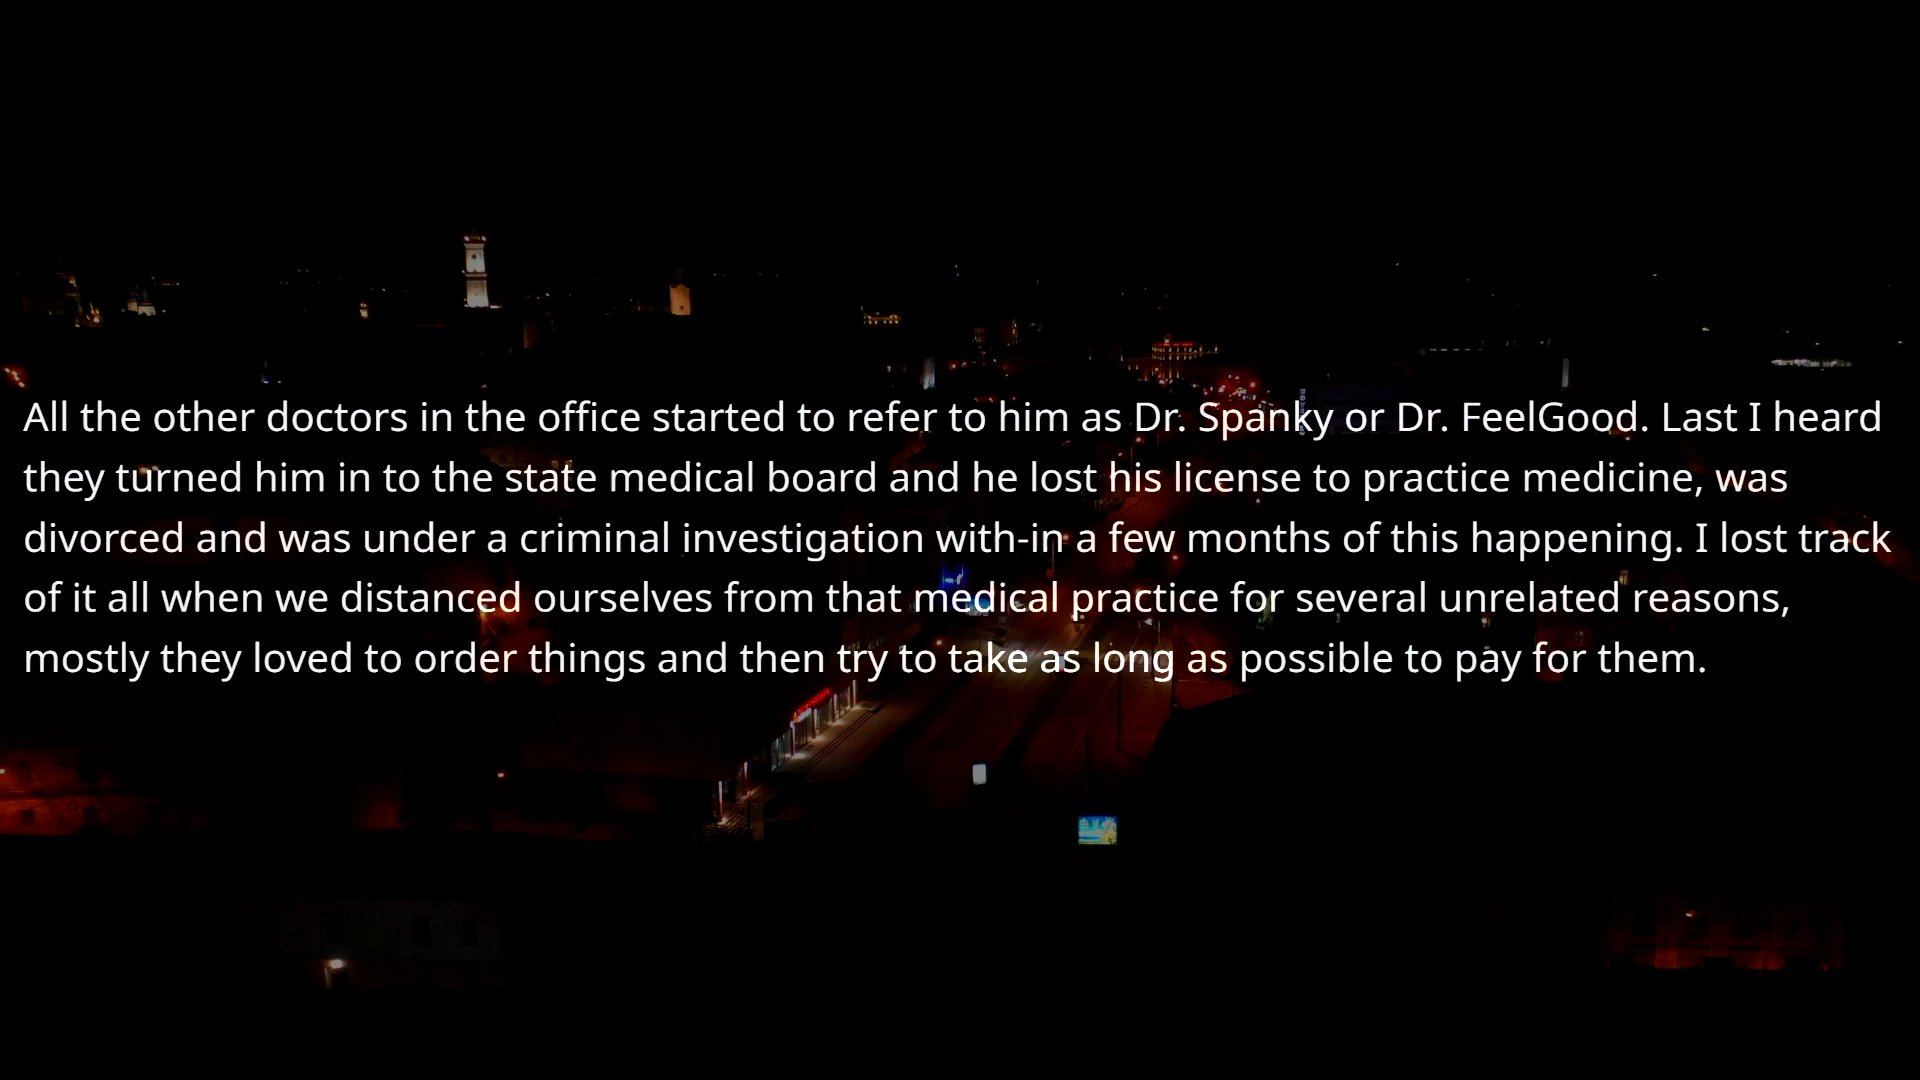 All the other doctors in the office started to refer to him as Dr. Spanky or Dr. FeelGood. Last I heard
they turned him in to the state medical board and he lost his license to practice medicine, was
divorced and was under a criminal investigation with-in a few months of this happening. I lost track
of it all when we distanced ourselves from that medical practice for several unrelated reasons,
mostly they loved to order things and then try to take as long as possible to pay for them.